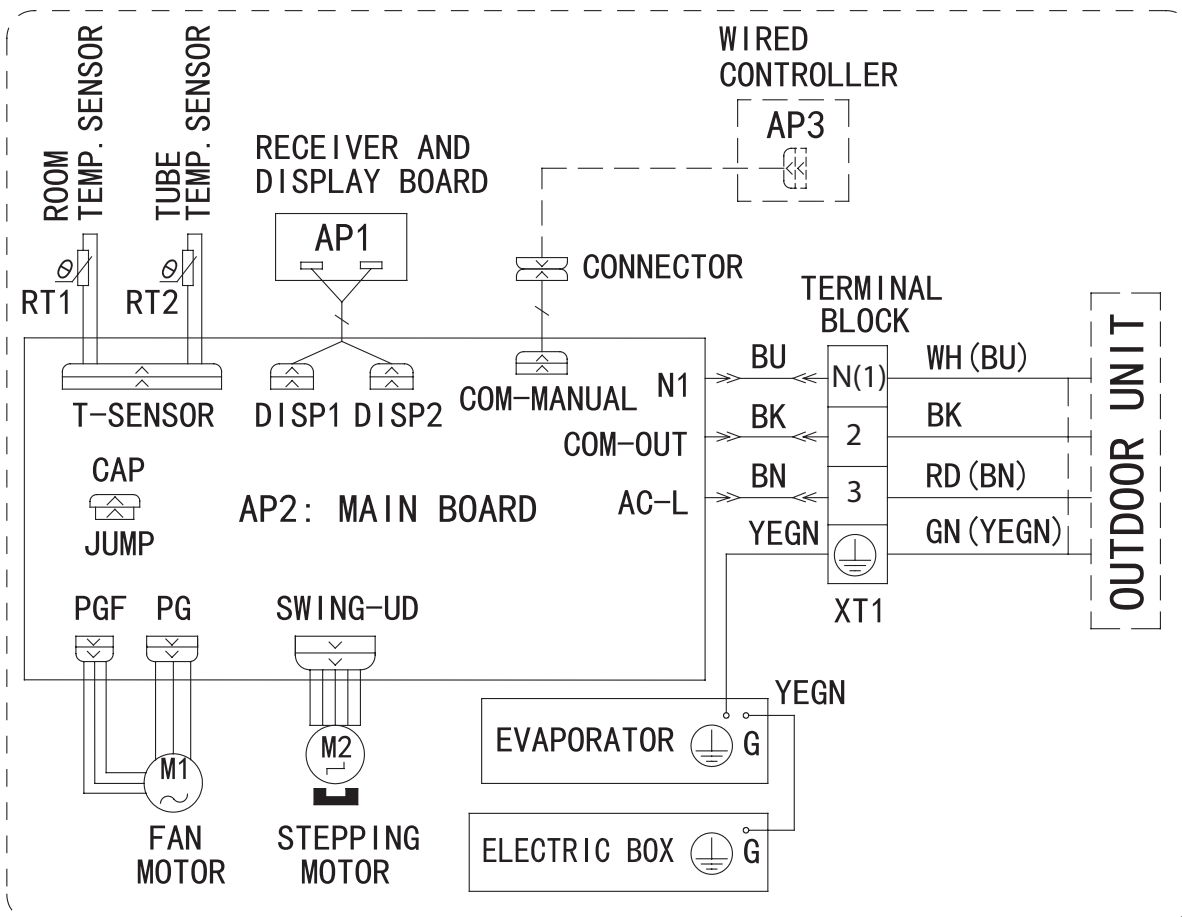 ROOM
TEMP. SENSOR
TUBE
TEMP. SENSOR
RECEIVER AND
DISPLAY BOARD
WIRED
CONTROLLER
AP3
AP1
θ
RT1
θ
RT2
CONNECTOR
TERMINAL
BLOCK
T-SENSOR
DISP1
DISP2
COM-MANUAL
N1
BU
N(1)
WH(BU)
COM-OUT
BK
2
BK
AC-L
BN
3
RD(BN)
YEGN
GN(YEGN)
XT1
OUTDOOR UNIT
CAP
JUMP
AP2: MAIN BOARD
PGF
PG
SWING-UD
M1
M2
FAN
MOTOR
STEPPING
MOTOR
YEGN
EVAPORATOR
G
ELECTRIC BOX
G